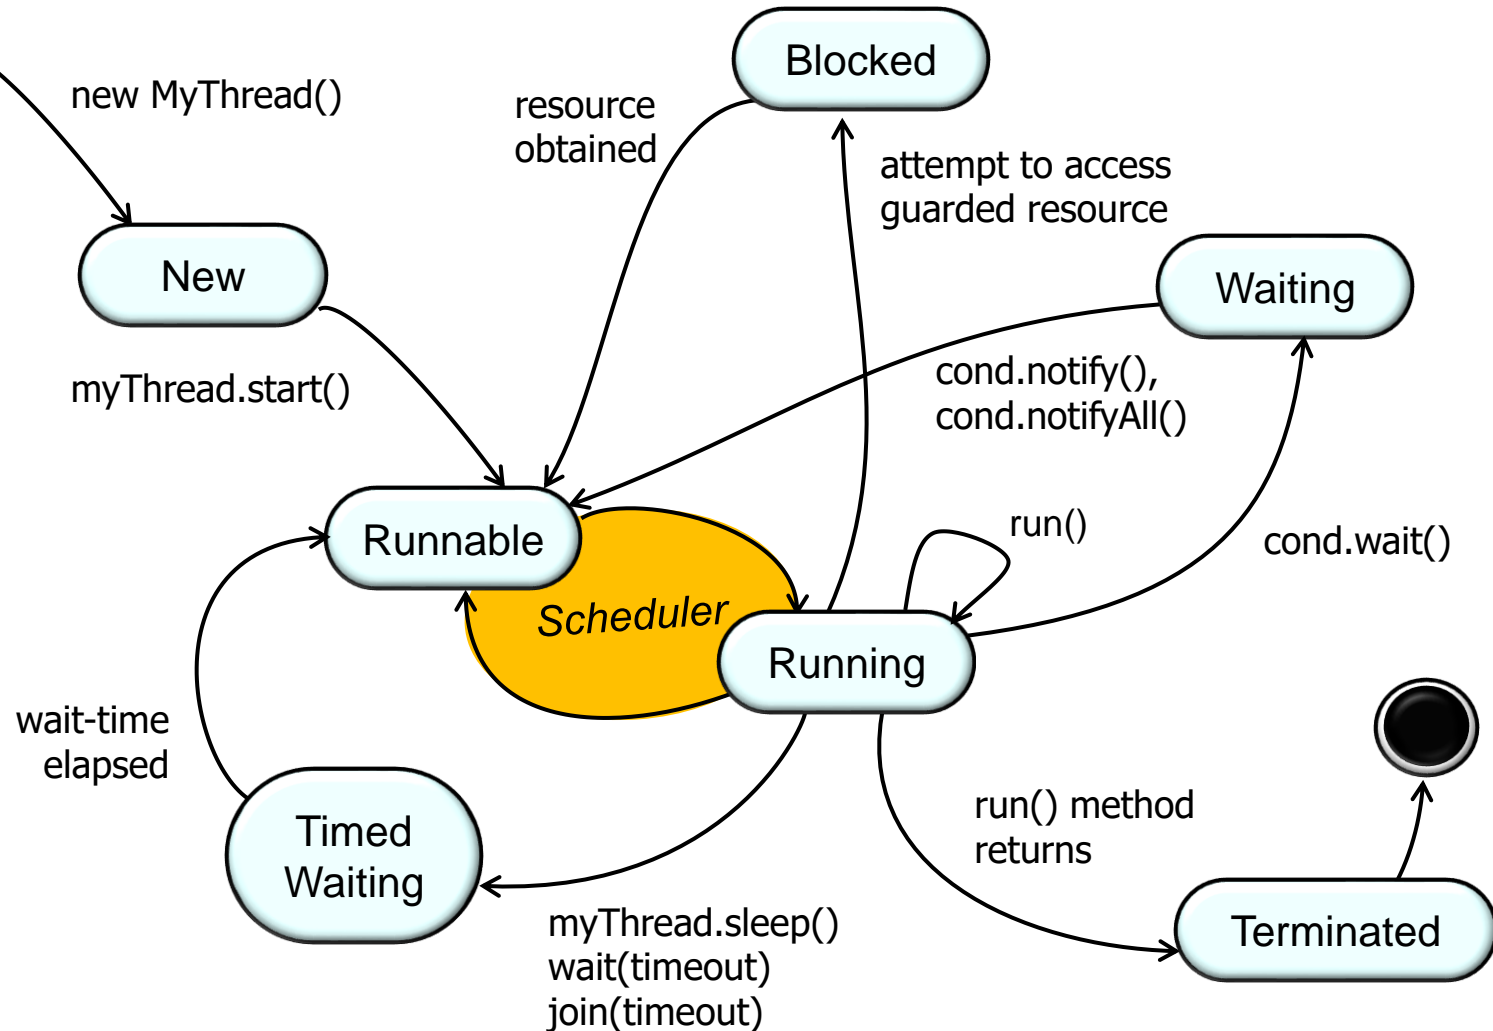 Blocked
new MyThread()
resource
obtained
attempt to access
guarded resource
New
Waiting
myThread.start()
cond.notify(),
cond.notifyAll()
Runnable
run()
cond.wait()
Scheduler
Running
wait-time
elapsed
Timed
Waiting
run() method
returns
myThread.sleep()
wait(timeout)
join(timeout)
Terminated